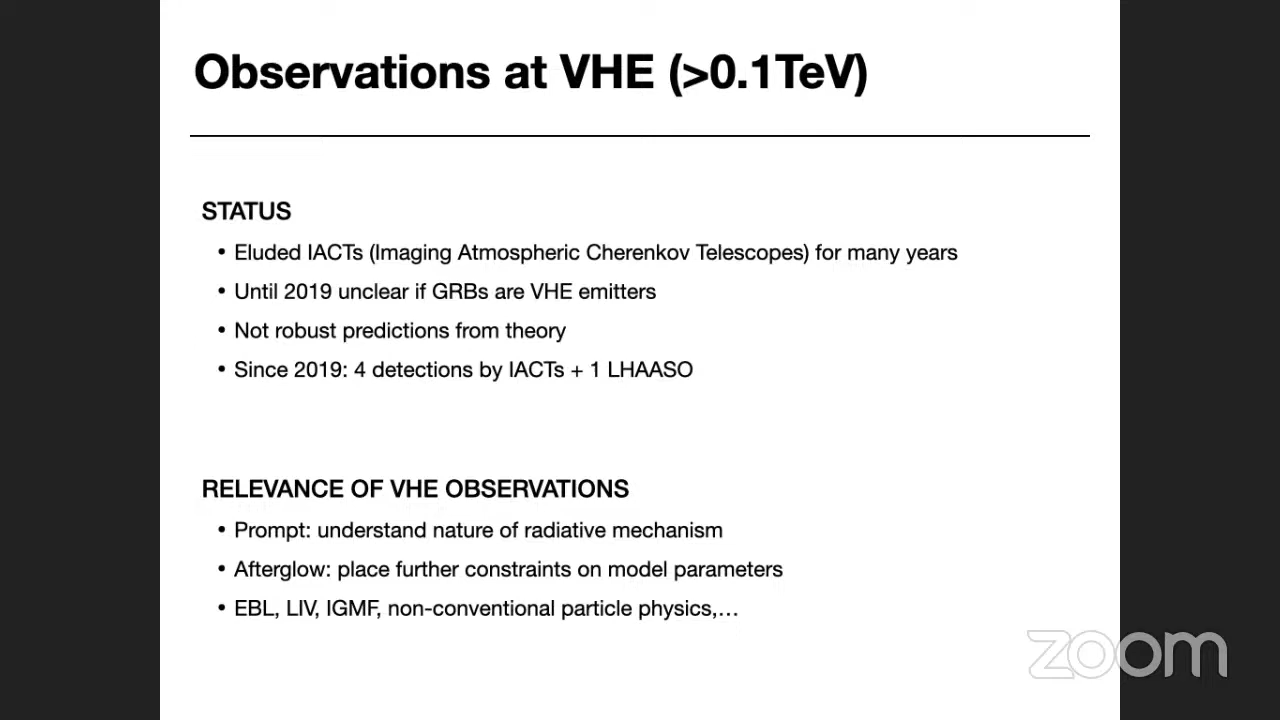 Observations at VHE (>0.1TeV)
STATUS
• Eluded IACTs (Imaging Atmospheric Cherenkov Telescopes) for many years
• Until 2019 unclear if GRBs are VHE emitters
• Not robust predictions from theory
• Since 2019: 4 detections by IACTs + 1 LHAASO
RELEVANCE OF VHE OBSERVATIONS
• Prompt: understand nature of radiative mechanism
• Afterglow: place further constraints on model parameters
• EBL, LIV, IGMF, non-conventional particle physics,…
zoom